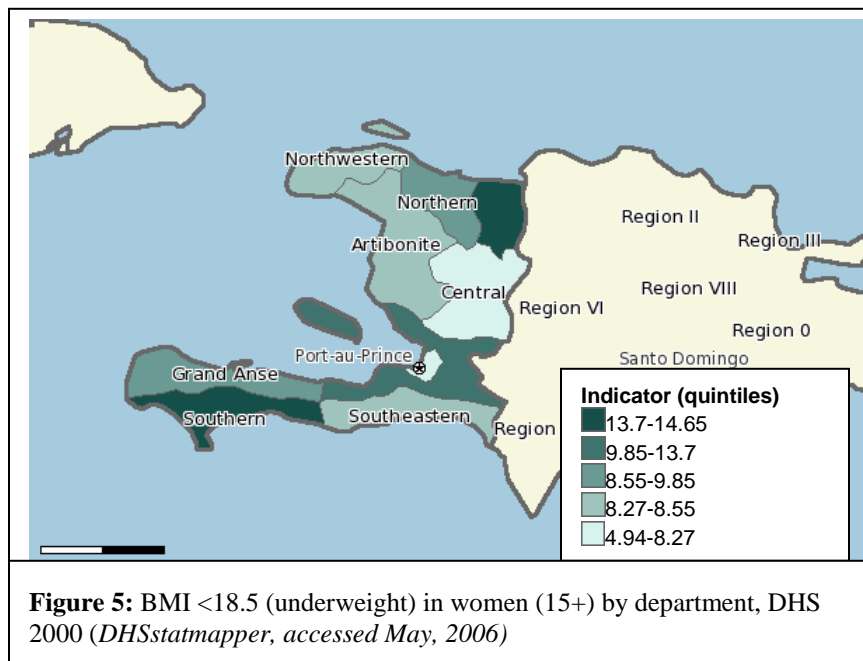 Northwestern
Northern
Region II
Artibonite
Region III
Central
Region VI
Region VIII
Region 0
Port-au-Prince
Santo Domingo
Grand Anse
Southern
Southeastern
Region
Indicator (quintiles)
13.7-14.65
9.85-13.7
8.55-9.85
8.27-8.55
4.94-8.27
Figure 5: BMI <18.5 (underweight) in women (15+) by department, DHS
2000 (DHSstatmapper, accessed May, 2006)